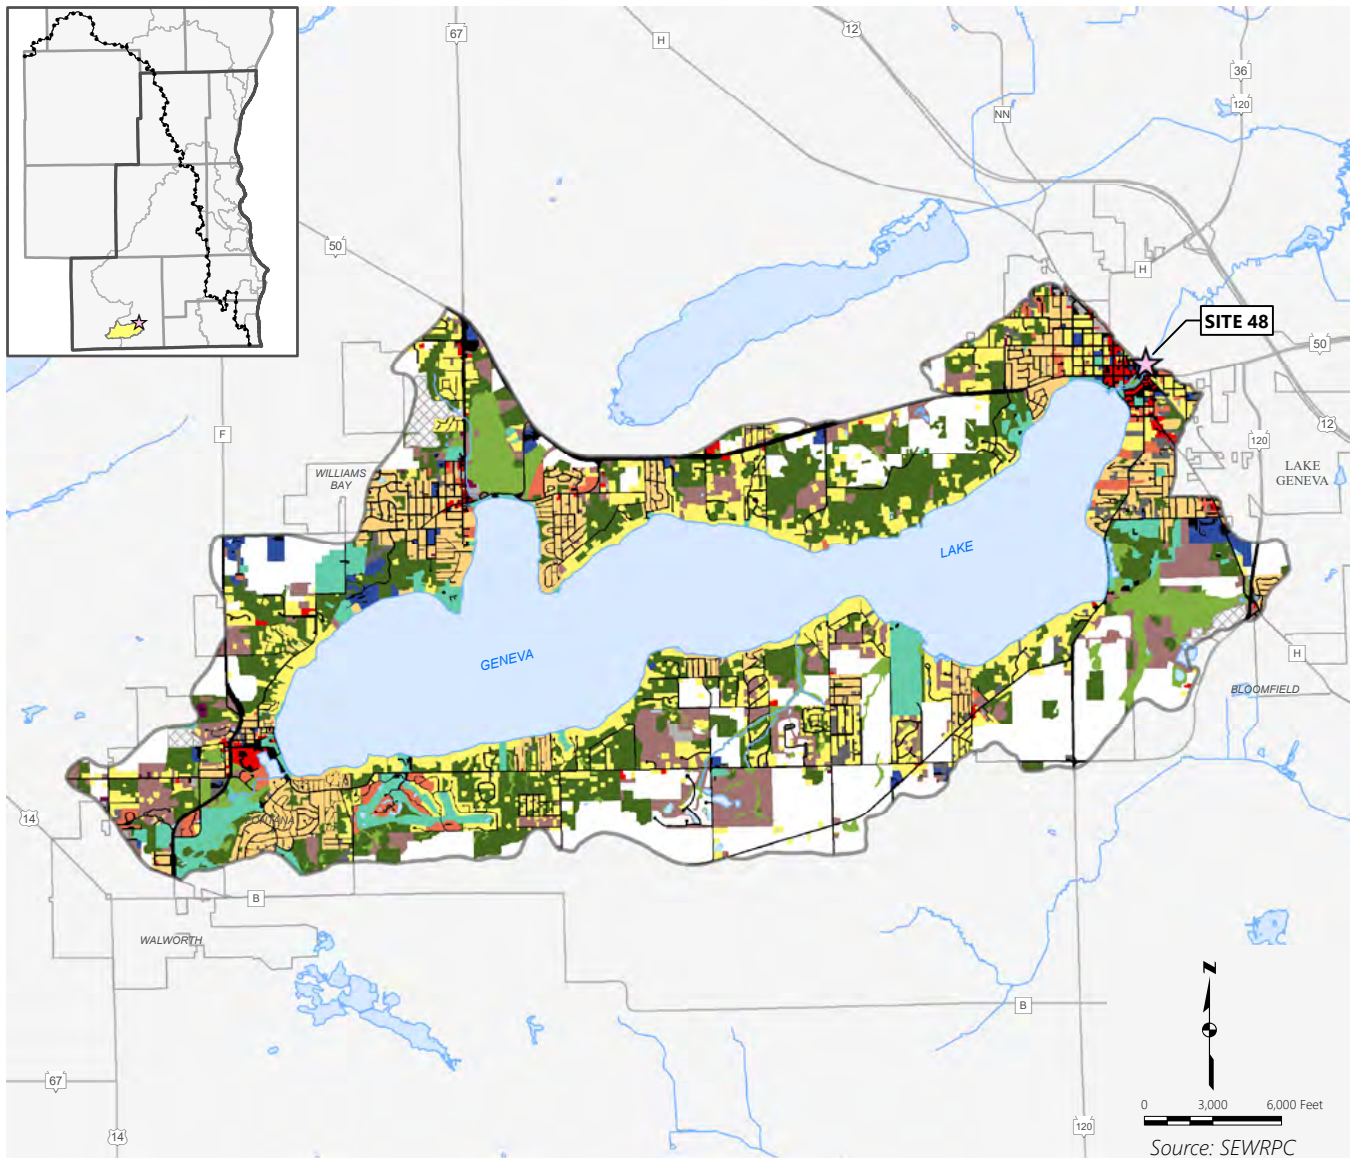 67
H
12
36
120
NN
50
H
SITE 48
50
12
F
120
WILLIAMS
BAY
LAKE
GENEVA
LAKE
GENEVA
H
BLOOMFIELD
14
FONTANA
B
WALWORTH
B
67
14
120
N
0 3,000 6,000 Feet
Source: SEWRPC